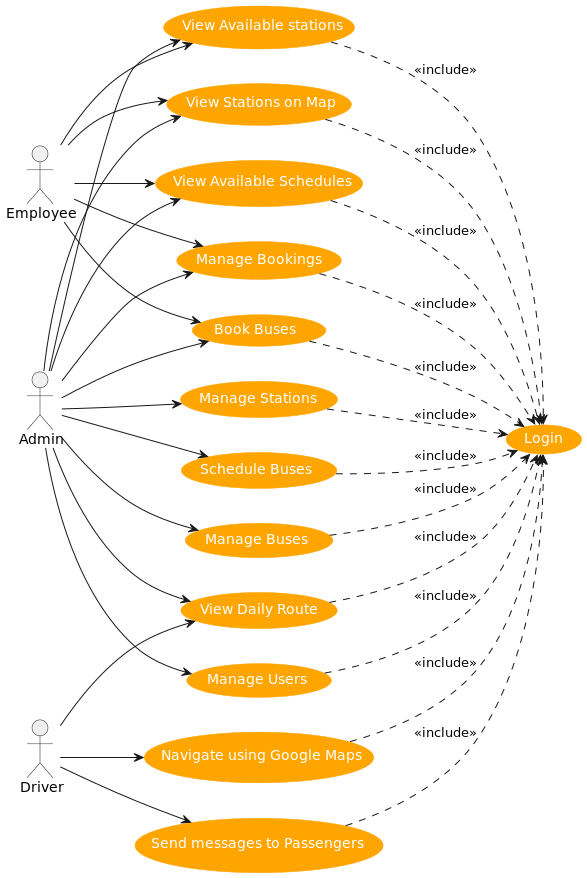 View Available stations
«include»
View Stations on Map
«include»
View Available Schedules
Employee
«include»
Manage Bookings
«include»
Book Buses
«include»
Manage Stations
«include»
Admin
Login
«include»
Schedule Buses
«include»
Manage Buses
«include»
View Daily Route
«include»
Manage Users
«include»
Navigate using Google Maps
«include»
Driver
Send messages to Passengers